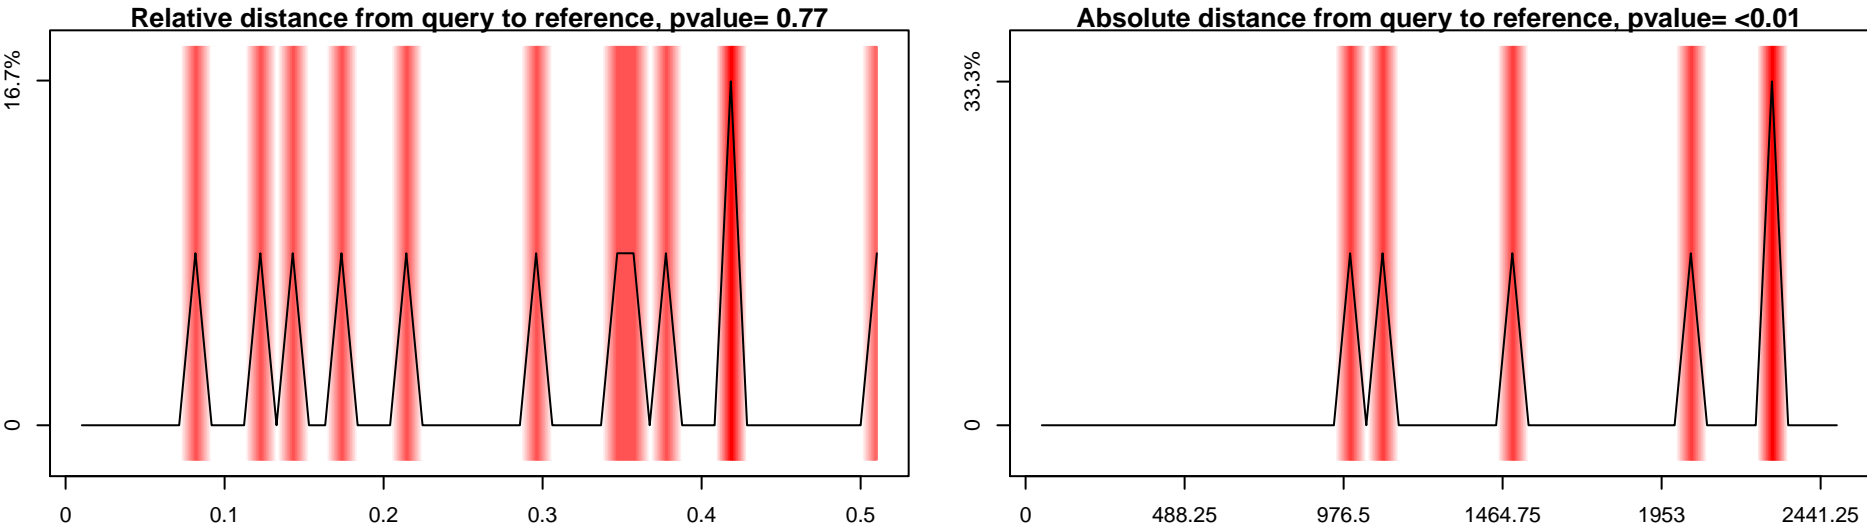 Relative distance from query to reference, pvalue= 0.77
16.7%
0
0 0.1 0.2 0.3 0.4 0.5
Absolute distance from query to reference, pvalue= <0.01
33.3%
0
0 488.25 976.5 1464.75 1953 2441.25